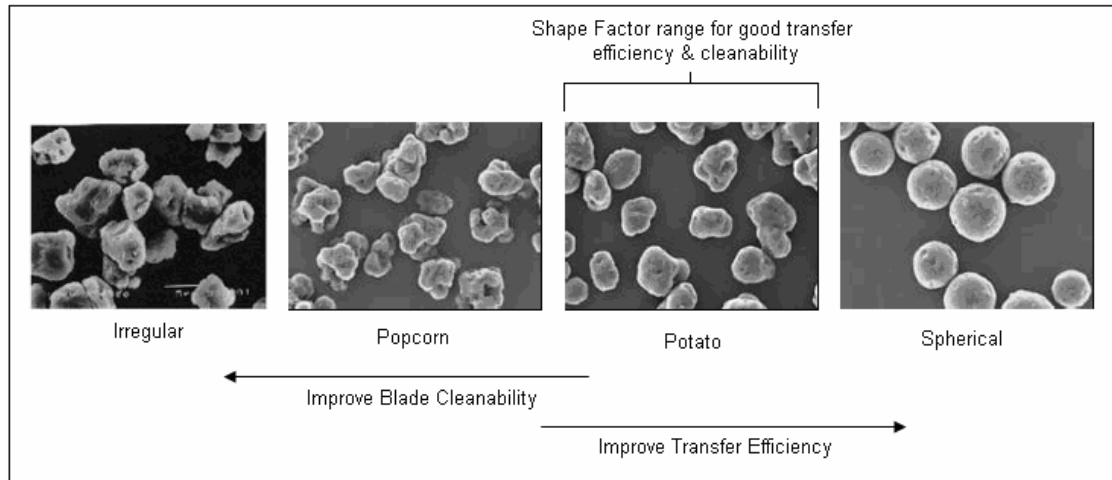 Shape Factor range for good transfer
efficiency & cleanability
Irregular
Popcorn
Potato
Spherical
Improve Blade Cleanability
Improve Transfer Efficiency